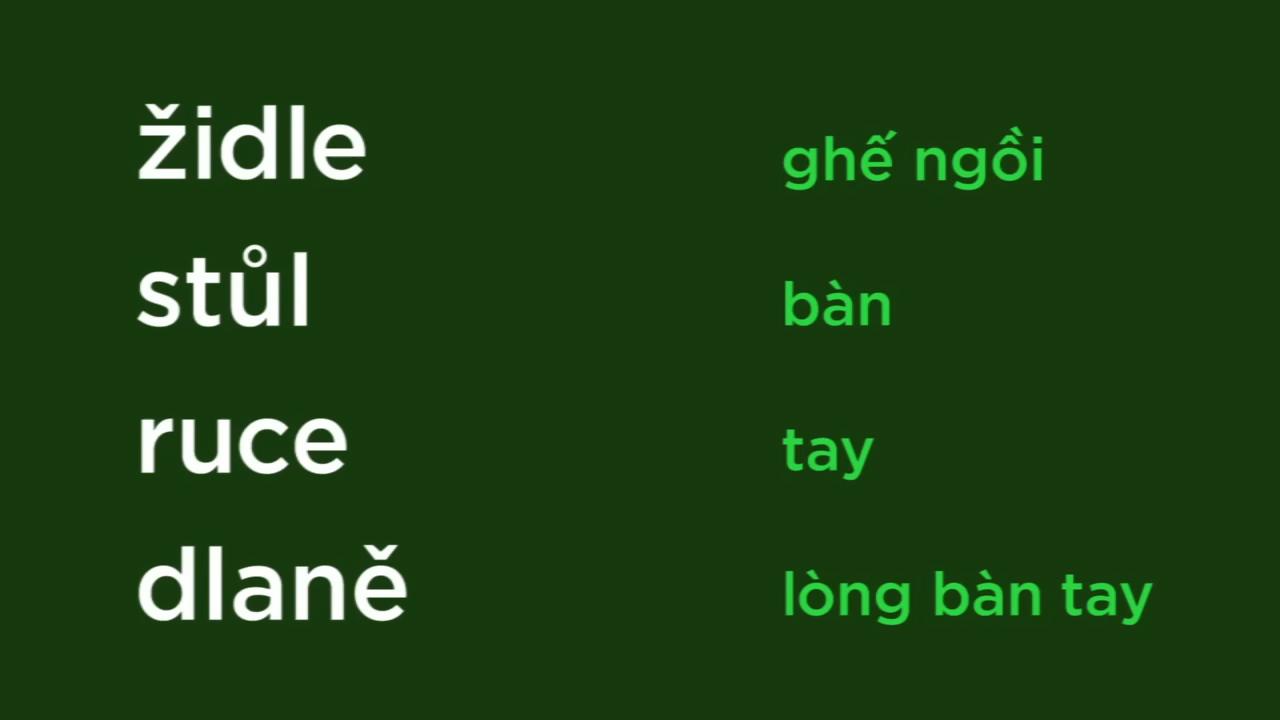 židle ghế ngồi
stůl bàn
ruce tay
dlaně lòng bàn tay